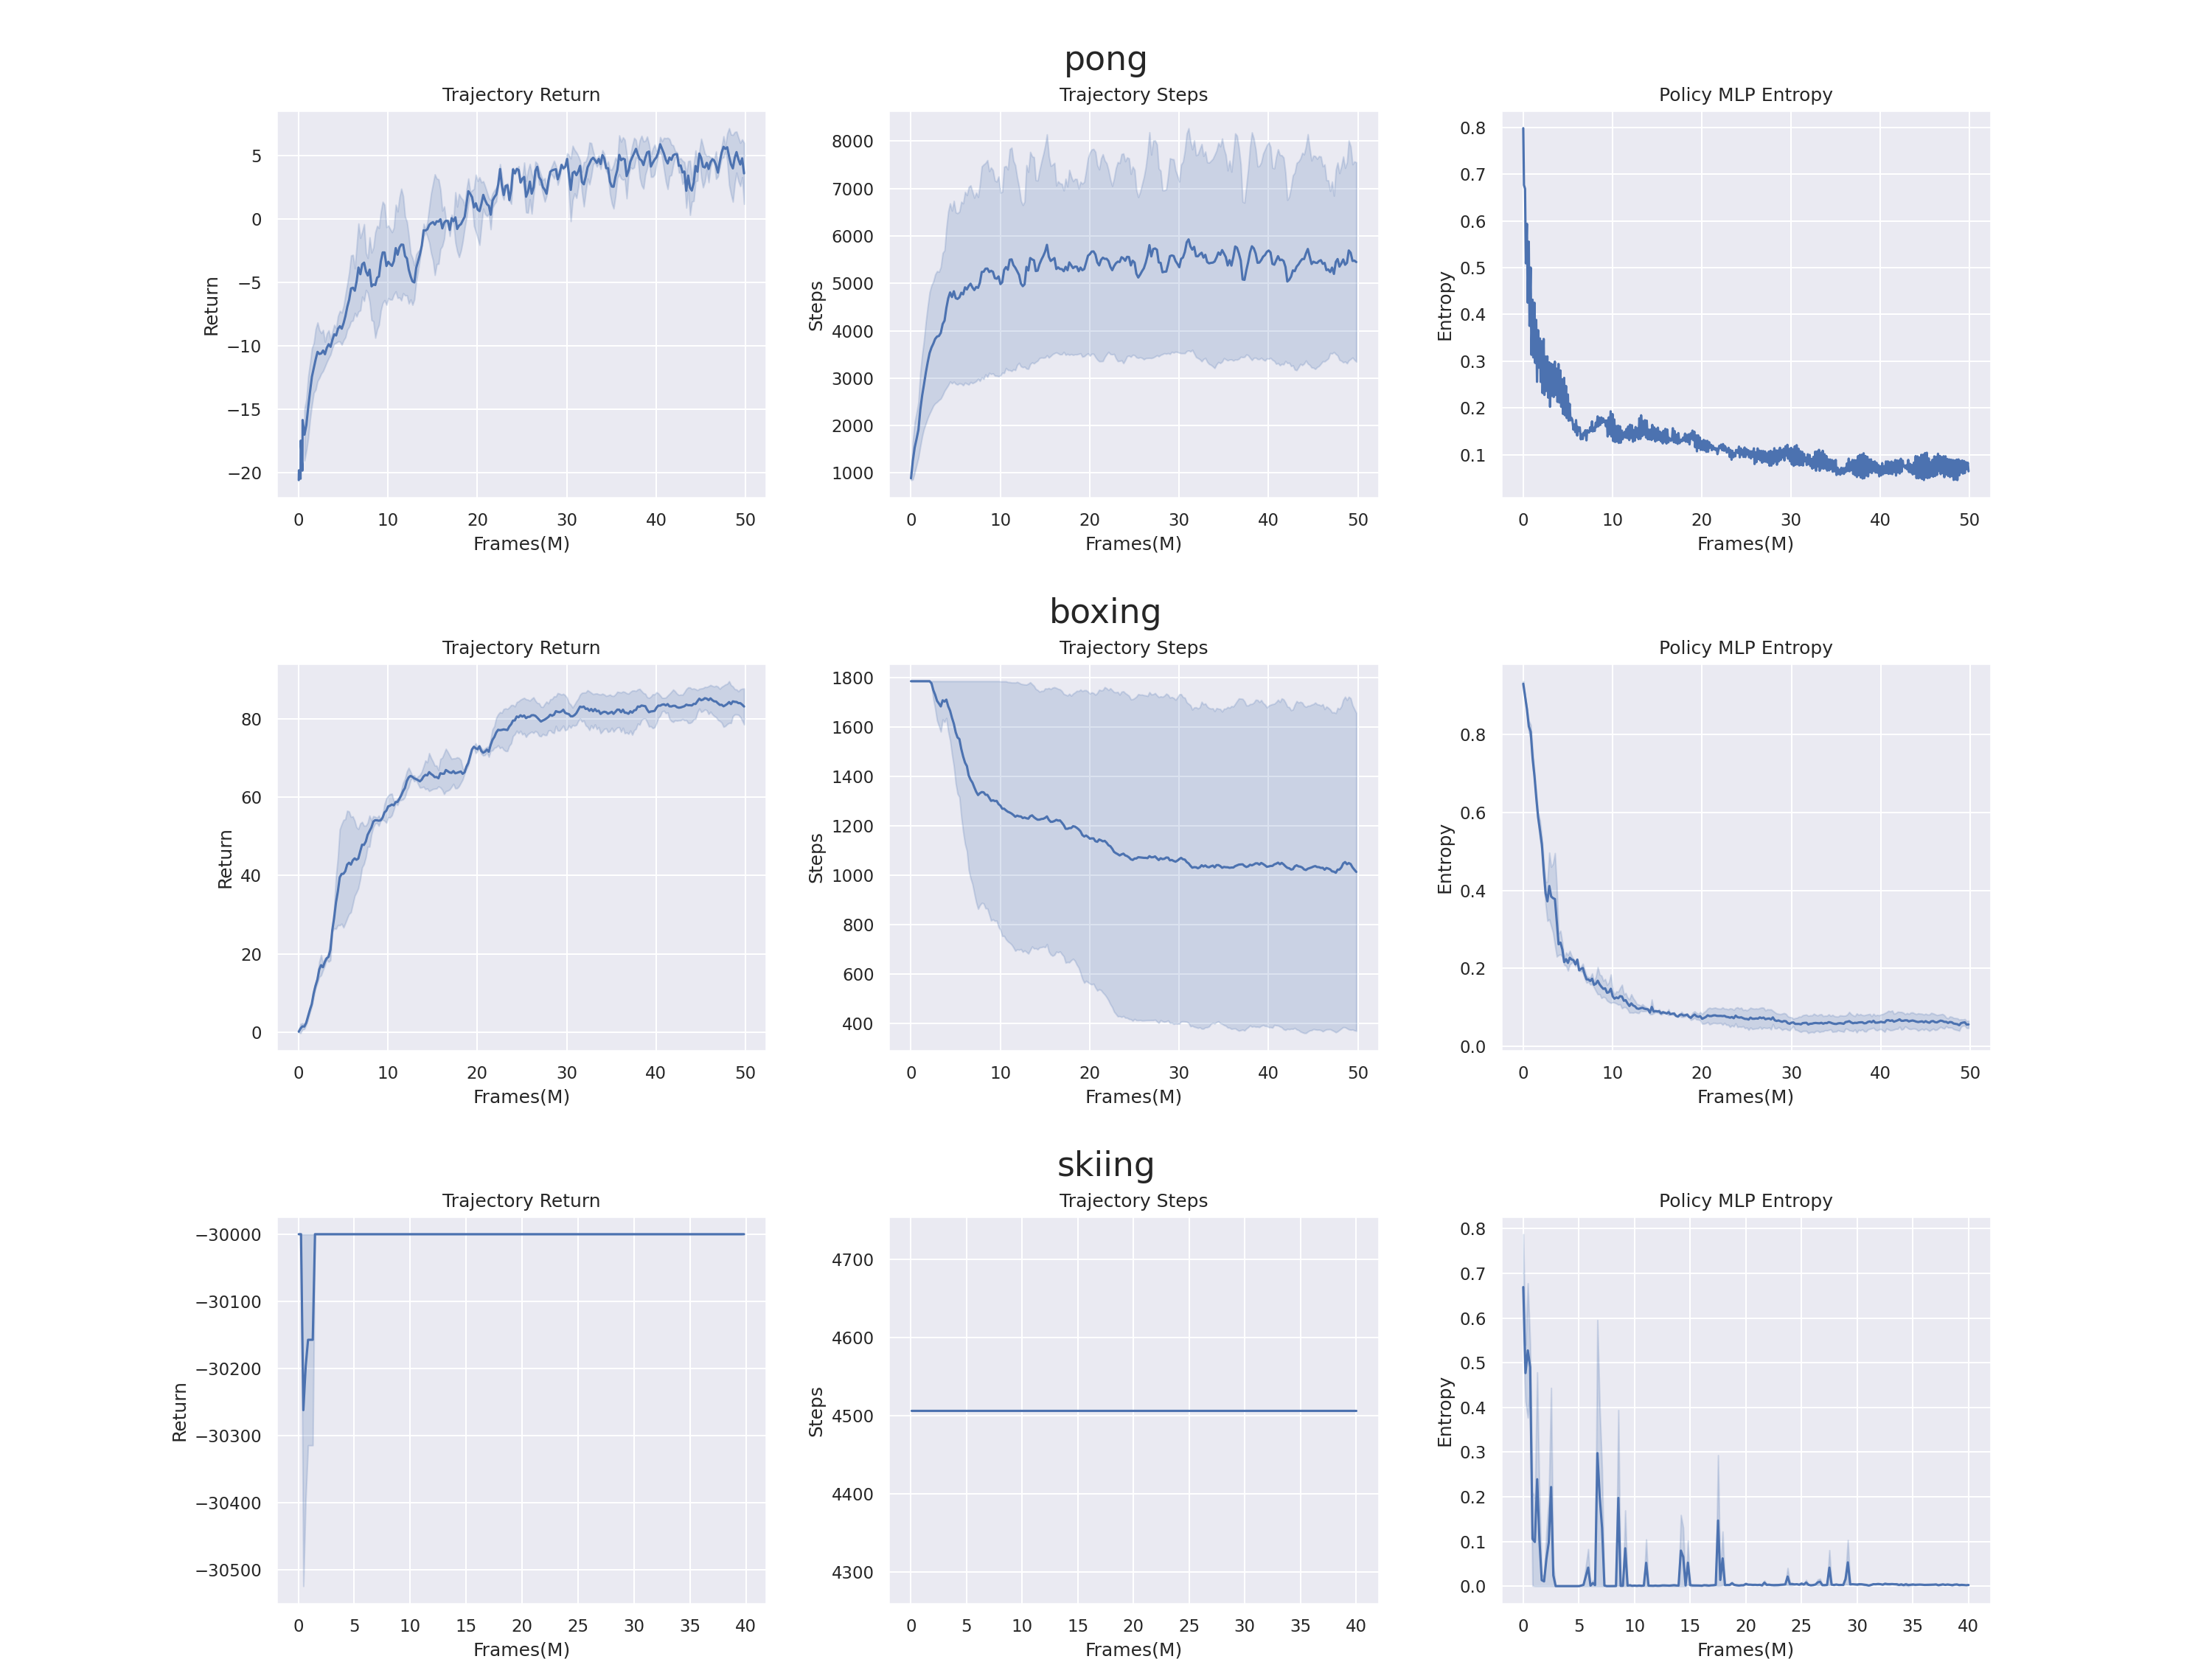 pong
Trajectory Return
Trajectory Steps
Policy MLP Entropy
5
0
−5
−10
−15
−20
Return
0 10 20 30 40 50
Frames(M)
8000
7000
6000
5000
4000
3000
2000
1000
Steps
0 10 20 30 40 50
Frames(M)
0.8
0.7
0.6
0.5
0.4
0.3
0.2
0.1
Entropy
0 10 20 30 40 50
Frames(M)
boxing
Trajectory Return
Trajectory Steps
Policy MLP Entropy
80
60
40
20
0
Return
0 10 20 30 40 50
Frames(M)
1800
1600
1400
1200
1000
800
600
400
Steps
0 10 20 30 40 50
Frames(M)
0.8
0.6
0.4
0.2
0.0
Entropy
0 10 20 30 40 50
Frames(M)
skiing
Trajectory Return
Trajectory Steps
Policy MLP Entropy
−30000
−30100
−30200
−30300
−30400
−30500
Return
0 5 10 15 20 25 30 35 40
Frames(M)
4700
4600
4500
4400
4300
Steps
0 5 10 15 20 25 30 35 40
Frames(M)
0.8
0.7
0.6
0.5
0.4
0.3
0.2
0.1
0.0
Entropy
0 5 10 15 20 25 30 35 40
Frames(M)